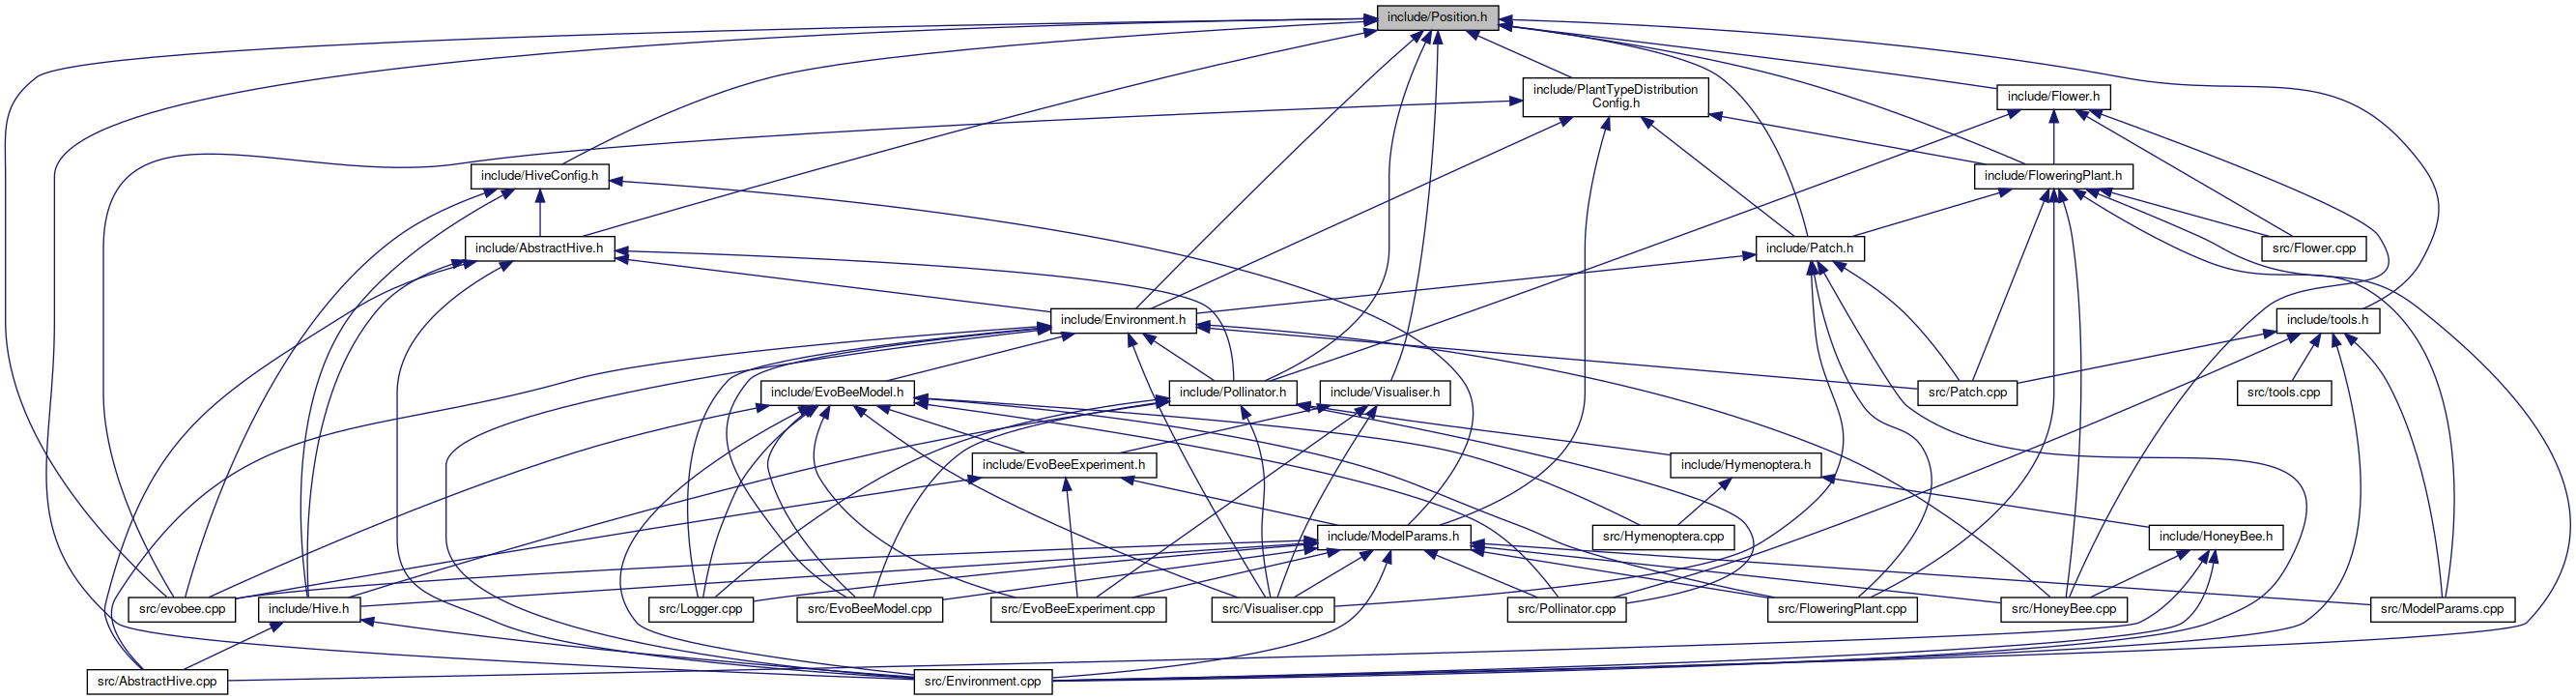 include/Position.h
include/PlantTypeDistribution
Config.h
include/Flower.h
include/HiveConfig.h
include/FloweringPlant.h
include/AbstractHive.h
include/Patch.h
src/Flower.cpp
include/Environment.h
include/tools.h
include/EvoBeeModel.h
include/Pollinator.h
include/Visualiser.h
src/Patch.cpp
src/tools.cpp
include/EvoBeeExperiment.h
include/Hymenoptera.h
include/ModelParams.h
src/Hymenoptera.cpp
include/HoneyBee.h
src/evobee.cpp
include/Hive.h
src/Logger.cpp
src/EvoBeeModel.cpp
src/EvoBeeExperiment.cpp
src/Visualiser.cpp
src/Pollinator.cpp
src/FloweringPlant.cpp
src/HoneyBee.cpp
src/ModelParams.cpp
src/AbstractHive.cpp
src/Environment.cpp